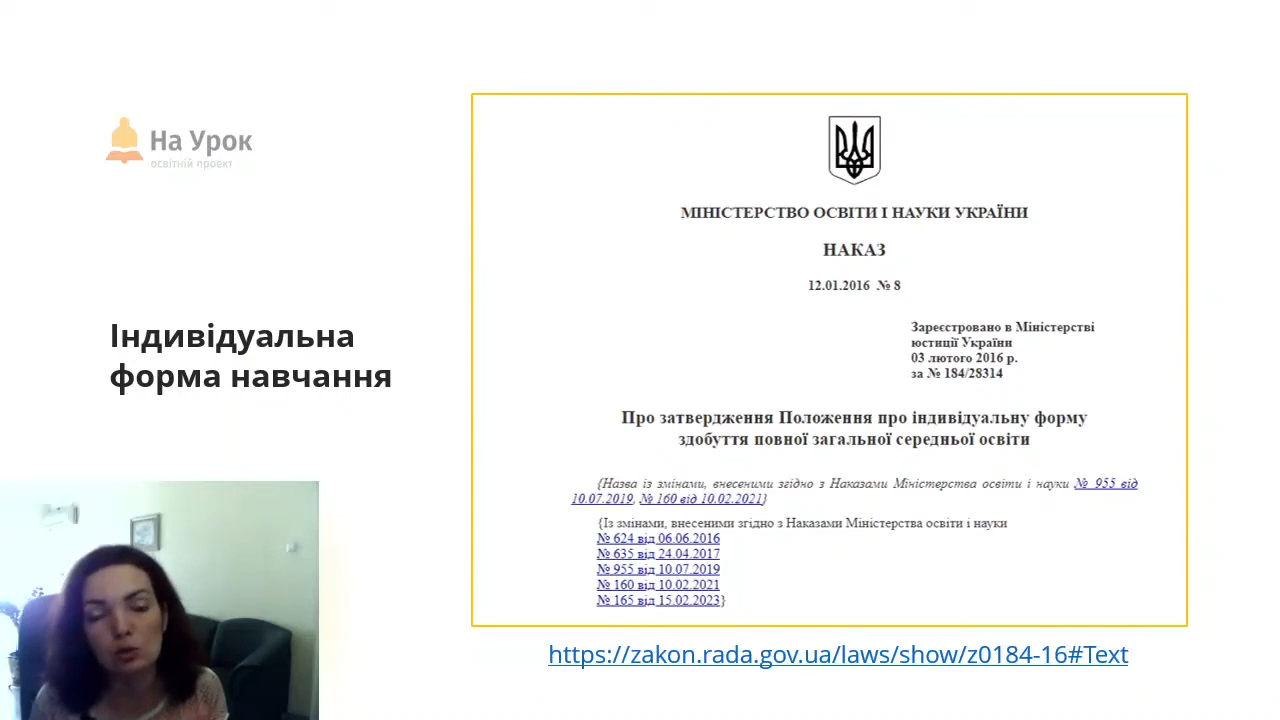 На Урок
освітній проект
Індивідуальна
форма навчання
МІНІСТЕРСТВО ОСВІТИ І НАУКИ УКРАЇНИ
НАКАЗ
12.01.2016 № 8
Зареєстровано в Міністерстві
юстиції України
03 лютого 2016 р.
за № 184/28314
Про затвердження Положення про індивідуальну форму
здобуття повної загальної середньої освіти
{Назва із змінами, внесеними згідно з Наказами Міністерства освіти і науки № 955 від
10.07.2019, № 160 від 10.02.2021}
{Із змінами, внесеними згідно з Наказами Міністерства освіти і науки
№ 624 від 06.06.2016
№ 635 від 24.04.2017
№ 955 від 10.07.2019
№ 160 від 10.02.2021
№ 165 від 15.02.2023}
https://zakon.rada.gov.ua/laws/show/z0184-16#Text